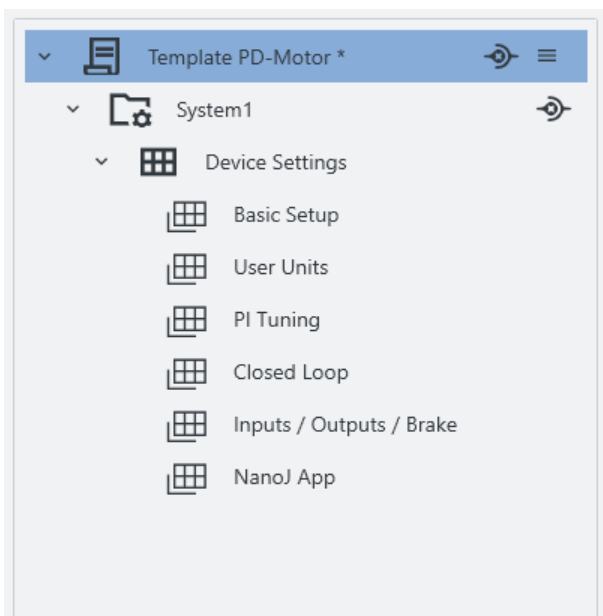 Template PD-Motor *
System1
Device Settings
Basic Setup
User Units
PI Tuning
Closed Loop
Inputs / Outputs / Brake
NanoJ App